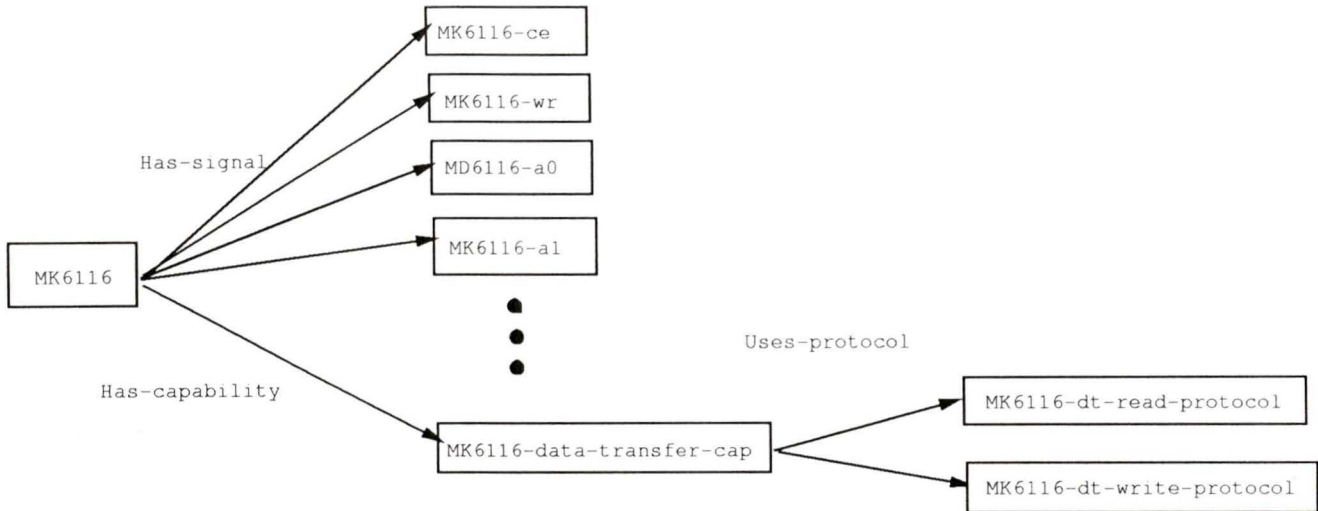 MK6116-ce
MK6116-wr
Has-signal
MD6116-a0
MK6116-a1
MK6116
Uses-protocol
Has-capability
MK6116-dt-read-protocol
MK6116-data-transfer-cap
MK6116-dt-write-protocol